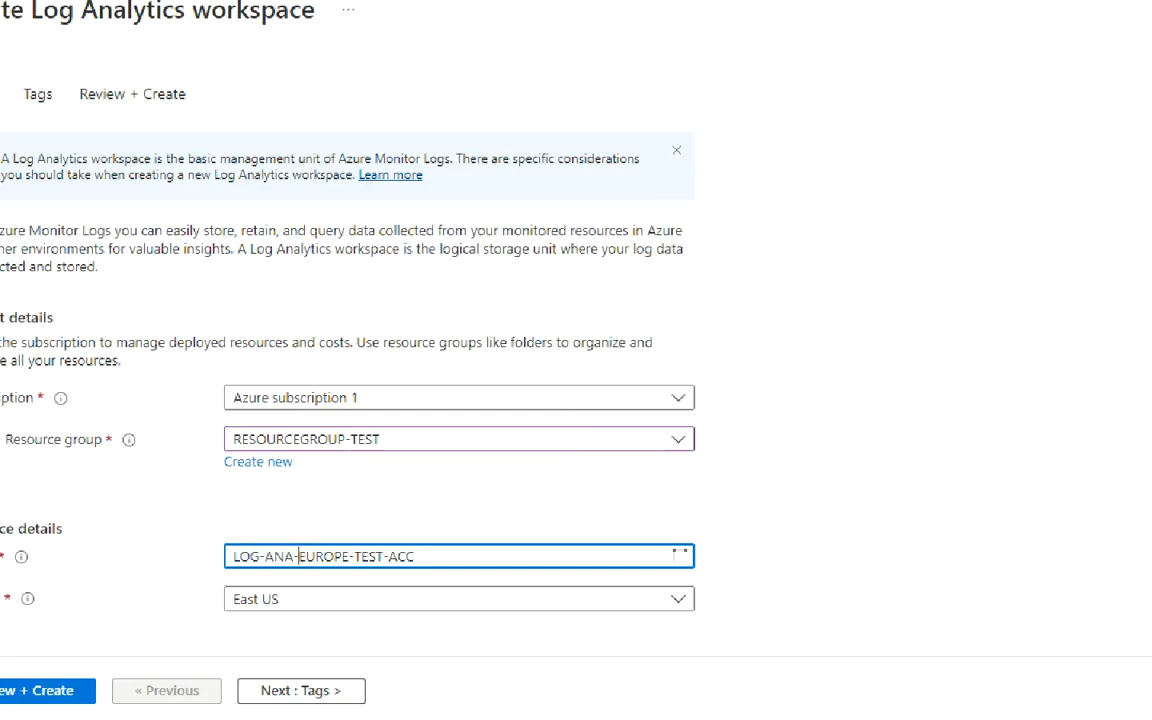 te Log Analytics workspace ...
Tags Review + Create
A Log Analytics workspace is the basic management unit of Azure Monitor Logs. There are specific considerations
you should take when creating a new Log Analytics workspace. Learn more
zure Monitor Logs you can easily store, retain, and query data collected from your monitored resources in Azure
ner environments for valuable insights. A Log Analytics workspace is the logical storage unit where your log data
cted and stored.
t details
the subscription to manage deployed resources and costs. Use resource groups like folders to organize and
e all your resources.
iption * Azure subscription 1
Resource group * RESOURCEGROUP-TEST
Create new
ce details
* LOG-ANA-EUROPE-TEST-ACC
* East US
ew + Create « Previous Next : Tags >